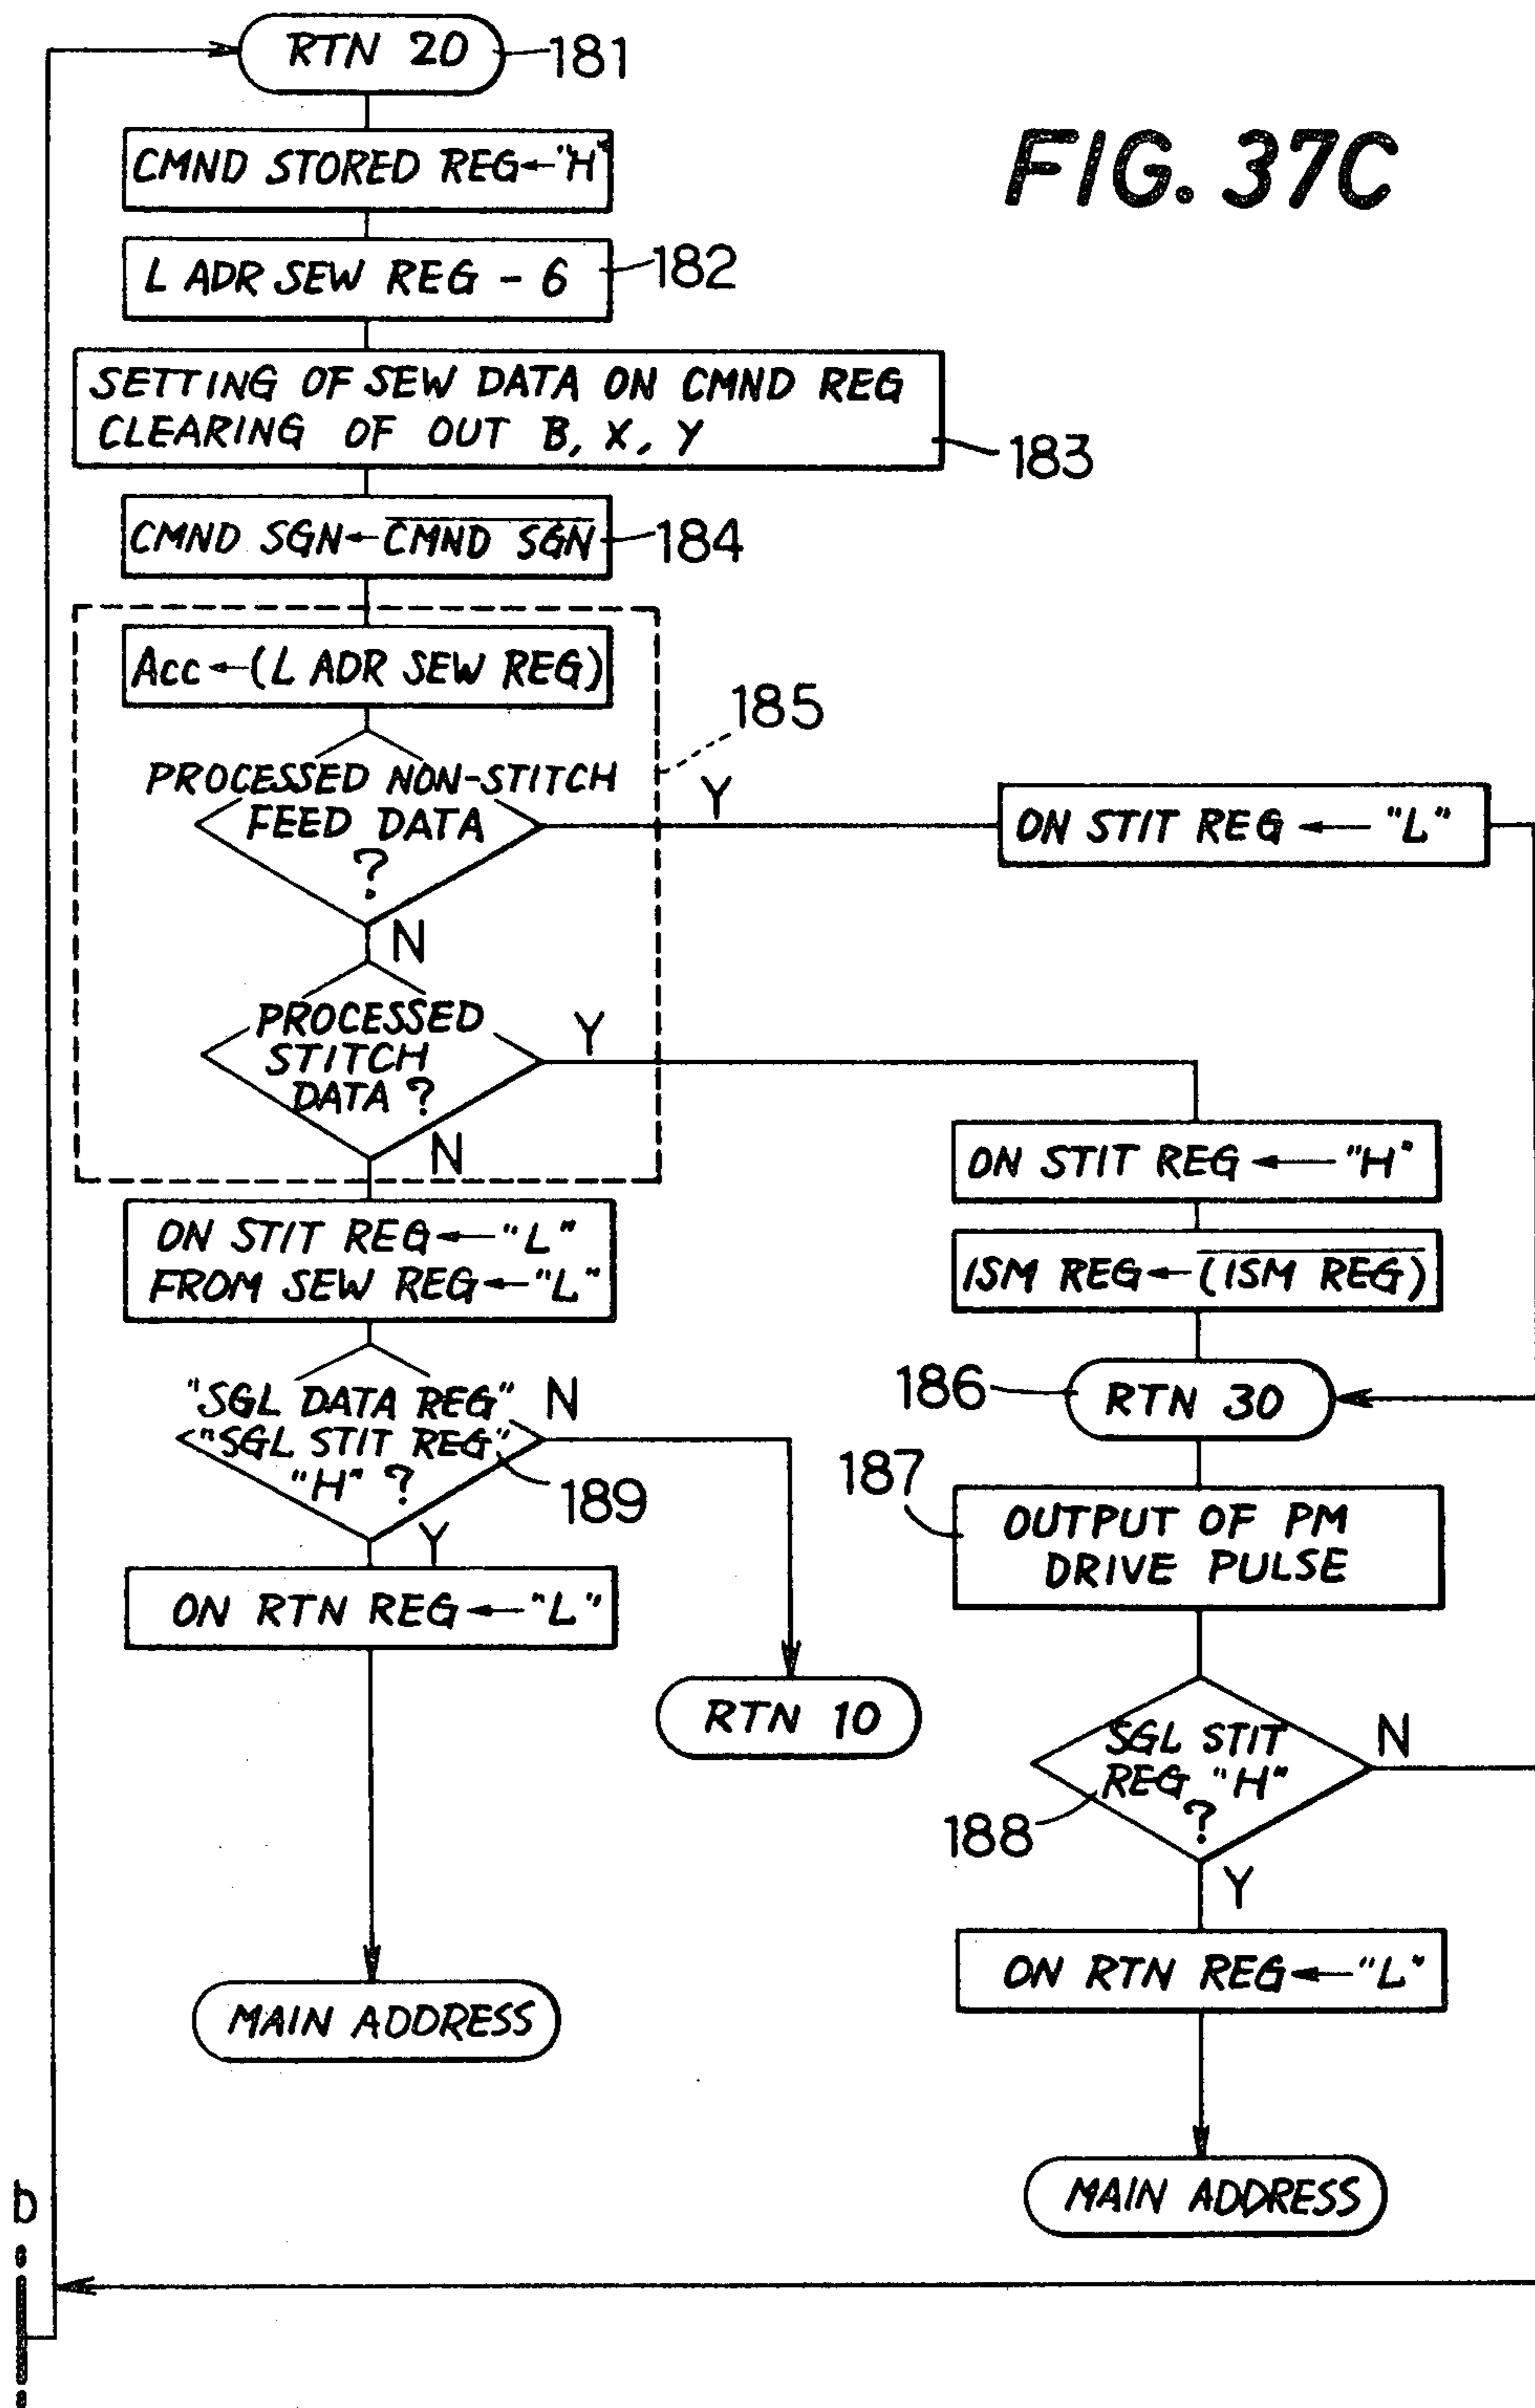 RTN 20
181
FIG. 37C
CMND STORED REG←"H"
L ADR SEW REG - 6
182
SETTING OF SEW DATA ON CMND REG
CLEARING OF OUT B, X, Y
183
CMND SGN←CMND SGN
184
Acc←(L ADR SEW REG)
185
PROCESSED NON-STITCH
FEED DATA
?
Y
ON STIT REG ← "L"
N
PROCESSED
STITCH
DATA ?
Y
N
ON STIT REG ← "H"
ISM REG←(ISM REG)
ON STIT REG←"L"
FROM SEW REG←"L"
186
RTN 30
"SGL DATA REG"
"SGL STIT REG"
"H" ?
N
189
Y
187
OUTPUT OF PM
DRIVE PULSE
ON RTN REG←"L"
RTN 10
SGL STIT
REG "H"
?
N
188
Y
ON RTN REG←"L"
MAIN ADDRESS
MAIN ADDRESS
b